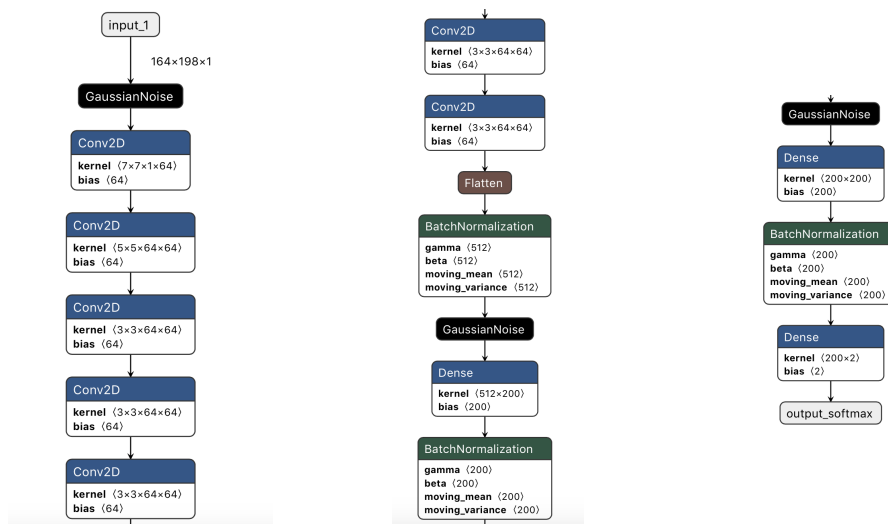 input_1
164×198×1
GaussianNoise
Conv2D
kernel ⟨7×7×1×64⟩
bias ⟨64⟩
Conv2D
kernel ⟨5×5×64×64⟩
bias ⟨64⟩
Conv2D
kernel ⟨3×3×64×64⟩
bias ⟨64⟩
Conv2D
kernel ⟨3×3×64×64⟩
bias ⟨64⟩
Conv2D
kernel ⟨3×3×64×64⟩
bias ⟨64⟩
Conv2D
kernel ⟨3×3×64×64⟩
bias ⟨64⟩
Conv2D
kernel ⟨3×3×64×64⟩
bias ⟨64⟩
Flatten
BatchNormalization
gamma ⟨512⟩
beta ⟨512⟩
moving_mean ⟨512⟩
moving_variance ⟨512⟩
GaussianNoise
Dense
kernel ⟨512×200⟩
bias ⟨200⟩
BatchNormalization
gamma ⟨200⟩
beta ⟨200⟩
moving_mean ⟨200⟩
moving_variance ⟨200⟩
GaussianNoise
Dense
kernel ⟨200×200⟩
bias ⟨200⟩
BatchNormalization
gamma ⟨200⟩
beta ⟨200⟩
moving_mean ⟨200⟩
moving_variance ⟨200⟩
Dense
kernel ⟨200×2⟩
bias ⟨2⟩
output_softmax